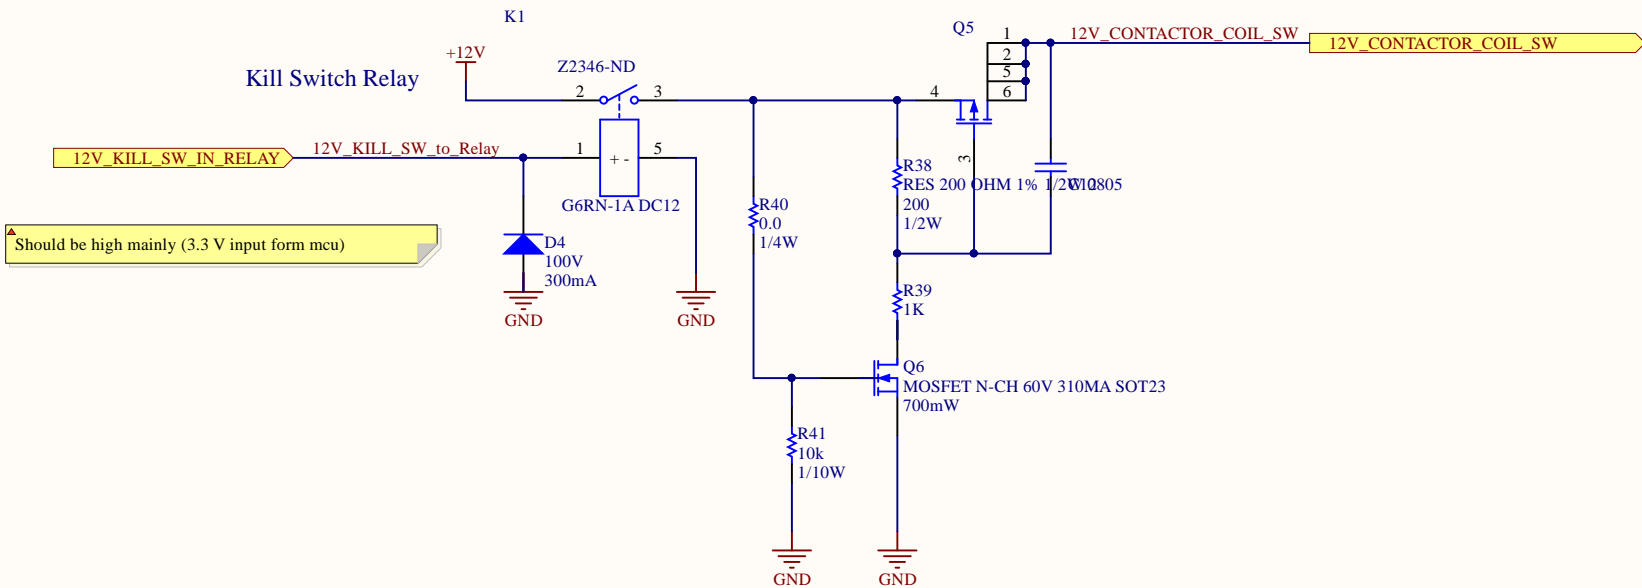 K1
Q5
1
12V_CONTACTOR_COIL_SW
12V_CONTACTOR_COIL_SW
+12V
2
Kill Switch Relay
Z2346-ND
5
2
3
4
6
12V_KILL_SW_IN_RELAY
12V_KILL_SW_to_Relay
1
+ -
5
3
R38
RES 200 OHM 1% 1/2W 0805
G6RN-1A DC12
R40
200
0.0
1/2W
Should be high mainly (3.3 V input form mcu)
D4
1/4W
100V
300mA
R39
1K
GND
GND
Q6
MOSFET N-CH 60V 310MA SOT23
700mW
R41
10k
1/10W
GND
GND